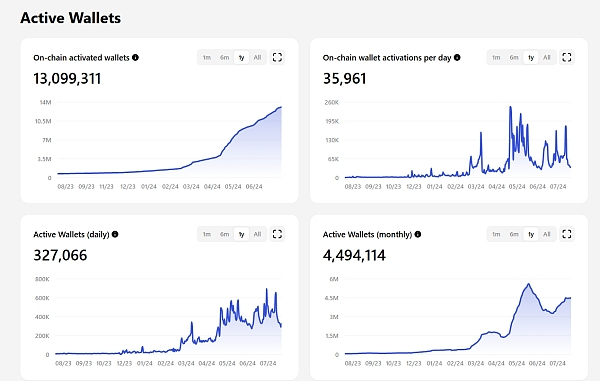 Active Wallets
On-chain activated wallets
1m 6m 1y All
13,099,311
14M
10.5M
7M
3.5M
0
08/23 09/23 11/23 12/23 01/24 02/24 03/24 04/24 05/24 06/24
On-chain wallet activations per day
1m 6m 1y All
35,961
260K
195K
130K
65K
0
08/23 09/23 10/23 12/23 01/24 02/24 03/24 04/24 05/24 06/24 07/24
Active Wallets (daily)
1m 6m 1y All
327,066
800K
600K
400K
200K
0
08/23 09/23 10/23 12/23 01/24 02/24 03/24 04/24 05/24 06/24 07/24
Active Wallets (monthly)
1m 6m 1y All
4,494,114
6M
4.5M
3M
1.5M
0
08/23 09/23 10/23 12/23 01/24 02/24 03/24 04/24 05/24 06/24 07/24